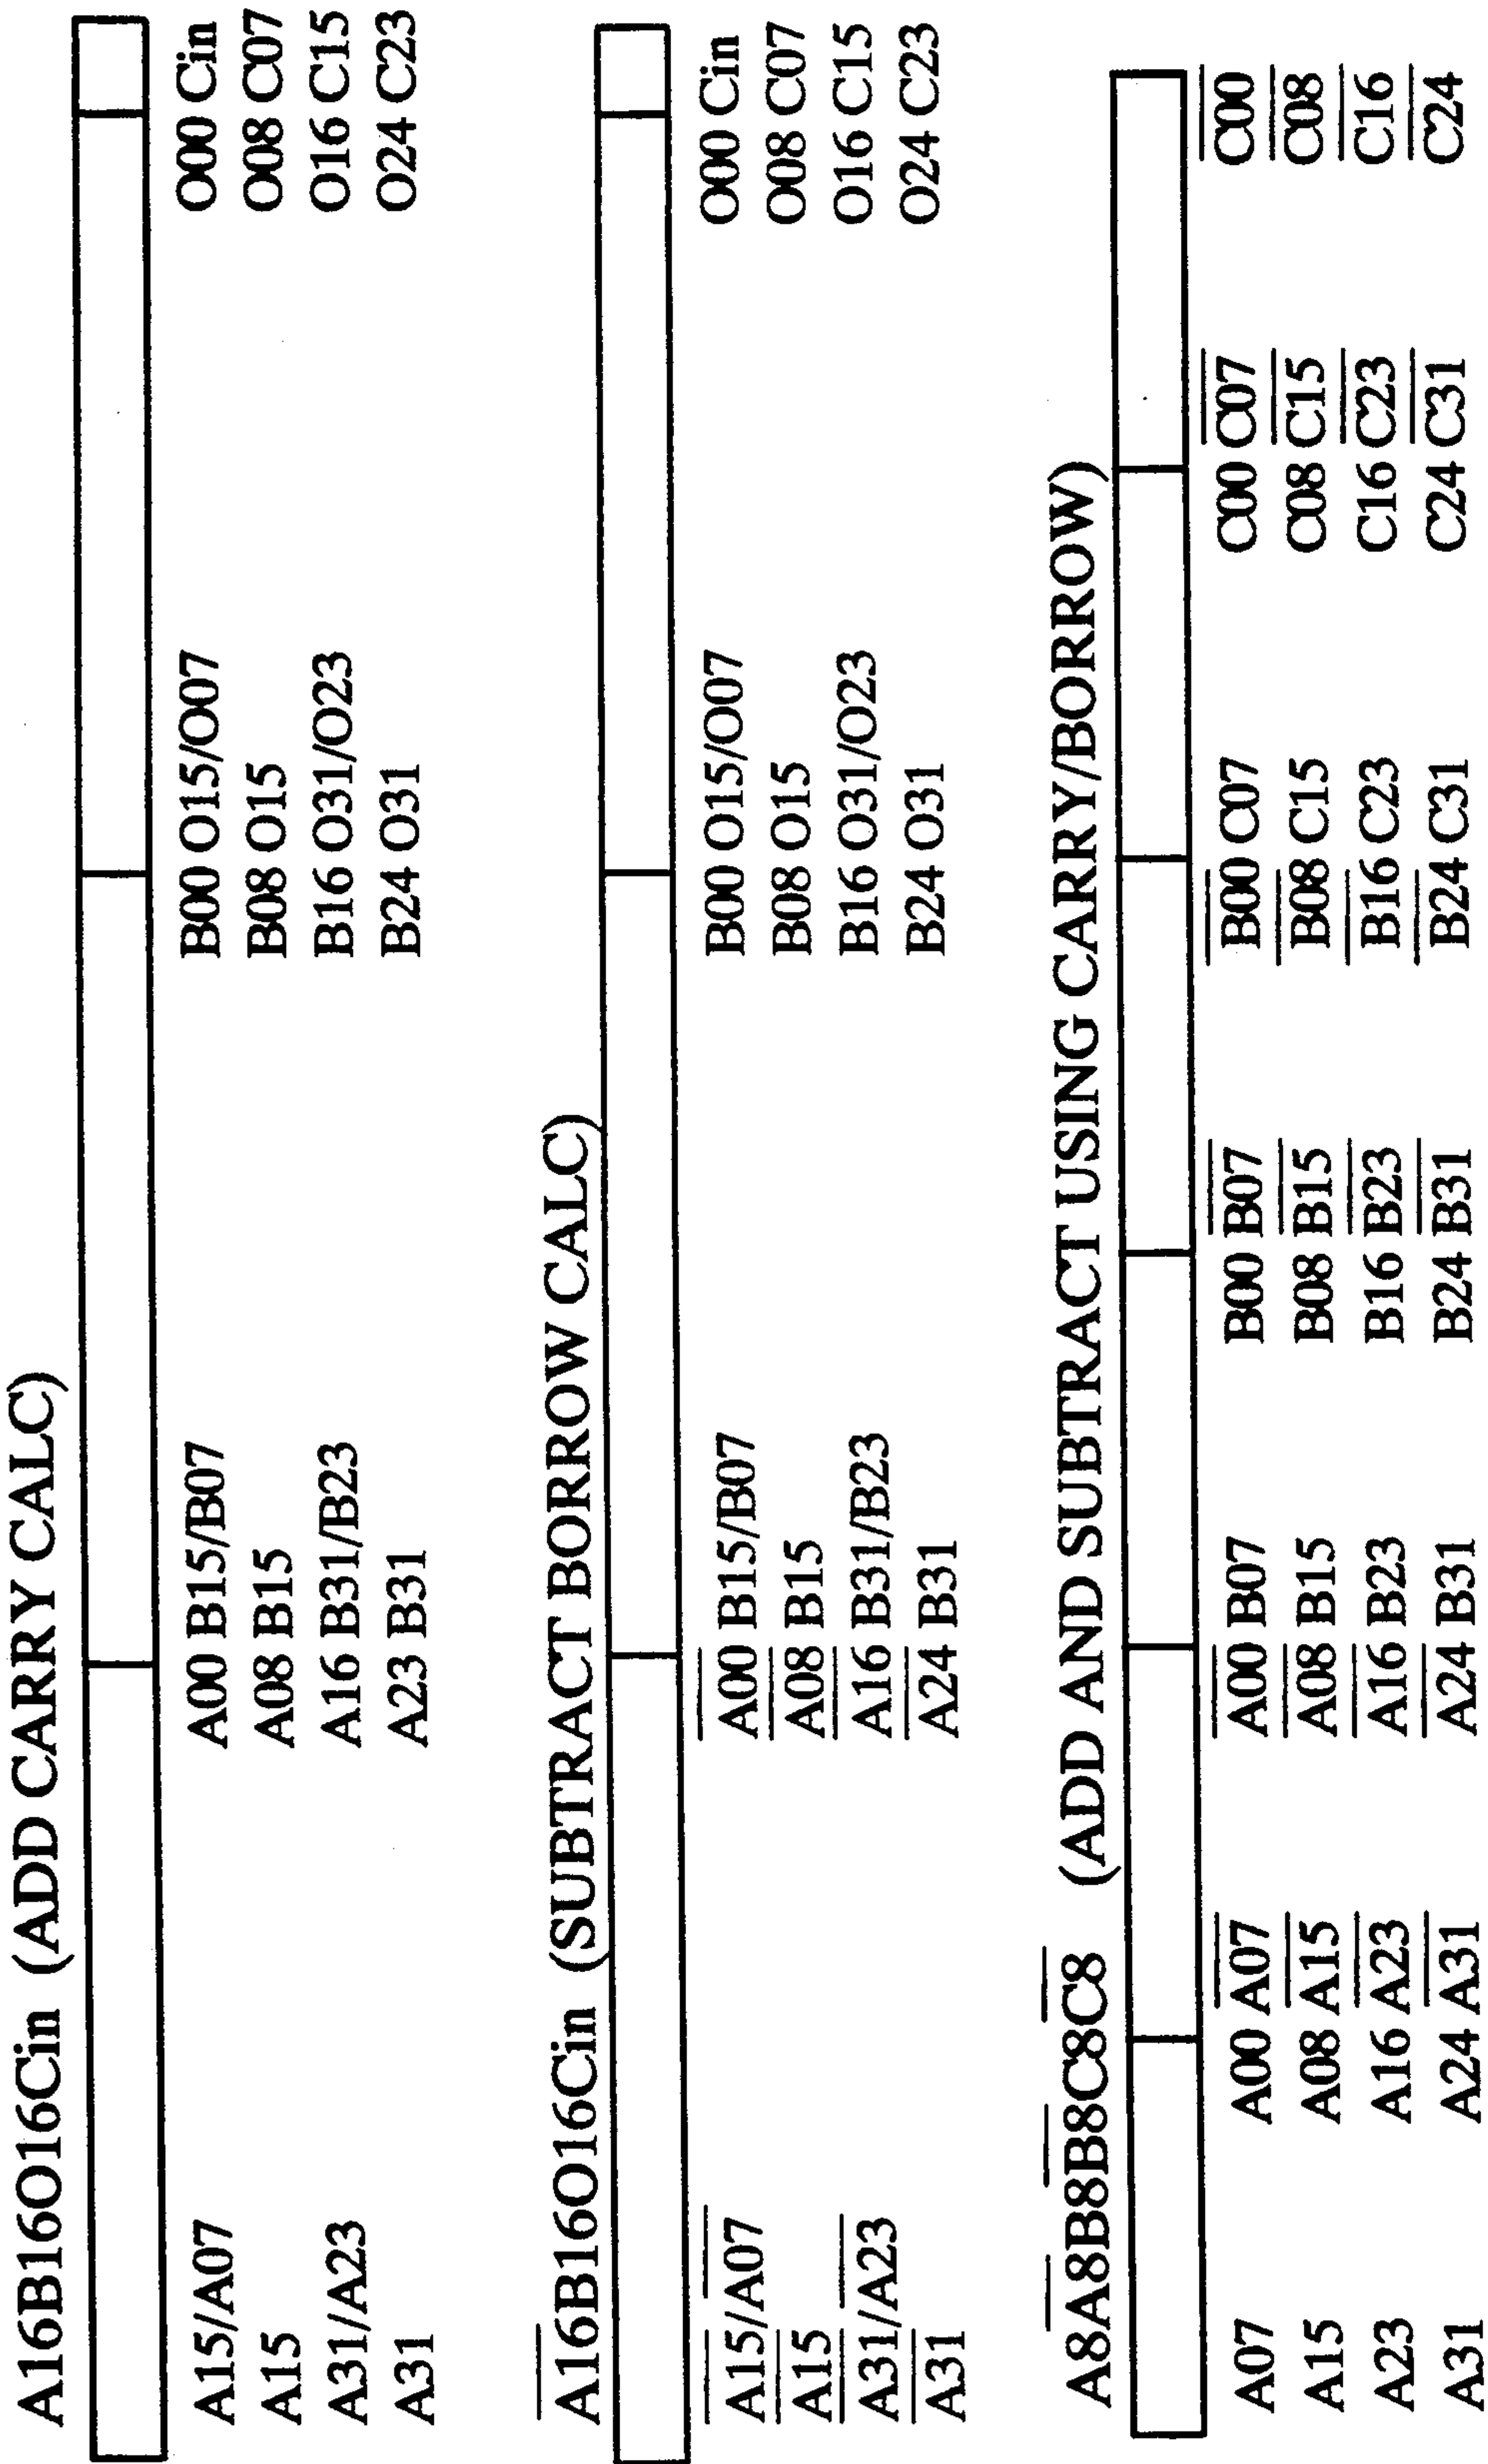 A16B16O16Cin (ADD CARRY CALC)
A15/A07 A00 B15/B07 B00 O15/O07 O00 Cin
A15 A08 B15 B08 O15 O08 C07
A31/A23 A16 B31/B23 B16 O31/O23 O16 C15
A31 A23 B31 B24 O31 O24 C23
A16B16O16Cin (SUBTRACT BORROW CALC)
A15/A07 A00 B15/B07 B00 O15/O07 O00 Cin
A15 A08 B15 B08 O15 O08 C07
A31/A23 A16 B31/B23 B16 O31/O23 O16 C15
A31 A24 B31 B24 O31 O24 C23
A8A8B8B8C8C8 (ADD AND SUBTRACT USING CARRY/BORROW)
A07 A00 A07 A00 B07 B00 B07 B00 C07 C00 C07 C00
A15 A08 A15 A08 B15 B08 B15 B08 C15 C08 C15 C08
A23 A16 A23 A16 B23 B16 B23 B16 C23 C16 C23 C16
A31 A24 A31 A24 B31 B24 B31 B24 C31 C24 C31 C24